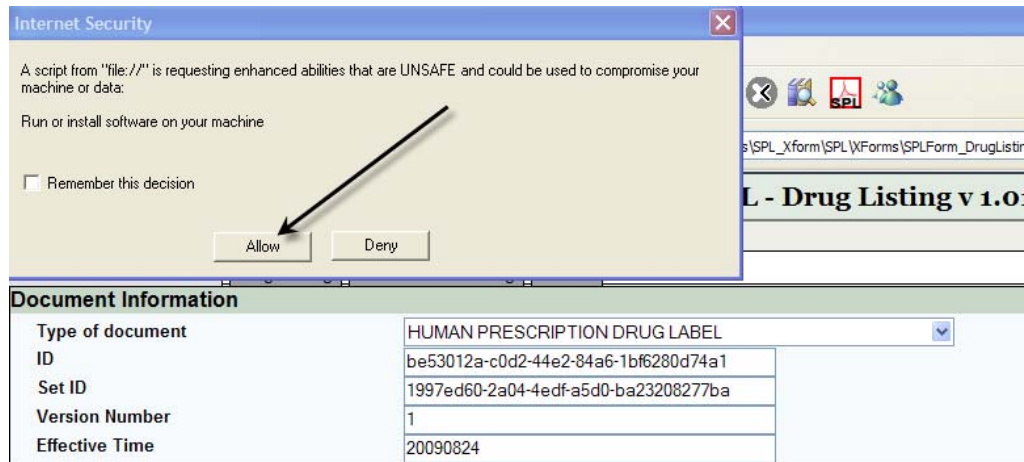 Internet Security
A script from "file://" is requesting enhanced abilities that are UNSAFE and could be used to compromise your
machine or data:
Run or install software on your machine
Remember this decision
Allow Deny
SPL
s\SPL_Xform\SPL\XForms\SPLForm_DrugListin
L - Drug Listing v 1.01
Document Information
Type of document HUMAN PRESCRIPTION DRUG LABEL
ID be53012a-c0d2-44e2-84a6-1bf6280d74a1
Set ID 1997ed60-2a04-4edf-a5d0-ba23208277ba
Version Number 1
Effective Time 20090824